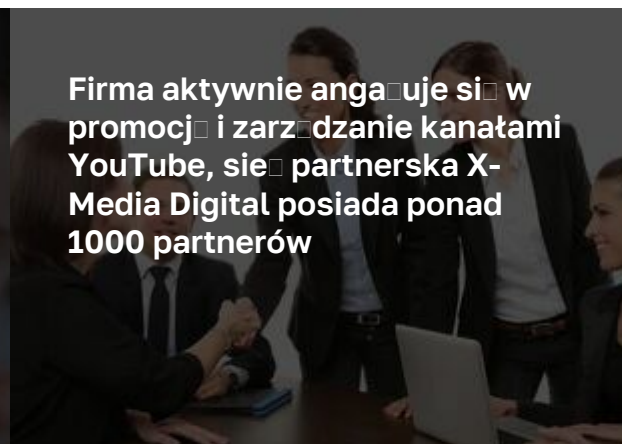 Firma aktywnie anga□uje si□ w
promocj□ i zarz□dzanie kanałami
YouTube, sie□ partnerska X-
Media Digital posiada ponad
1000 partnerów